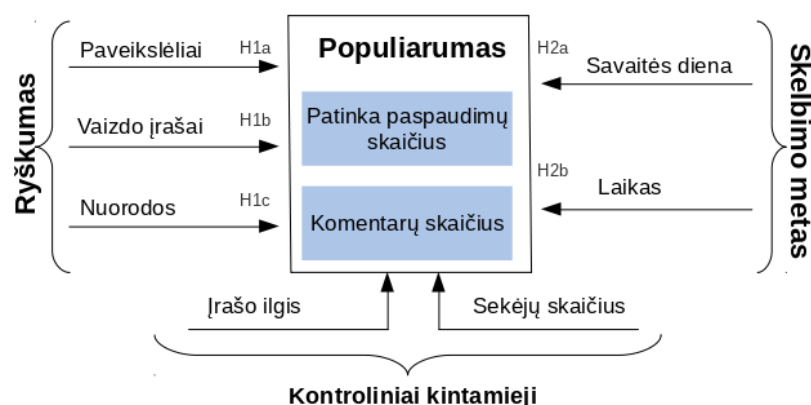 Ryškumas
Paveikslėliai
H1a
Vaizdo įrašai
H1b
Nuorodos
H1c
Populiarumas
Patinka paspaudimų
skaičius
Komentarų skaičius
H2a
Savaitės diena
H2b
Laikas
Skelbimo metas
Įrašo ilgis
Sekėjų skaičius
Kontroliniai kintamieji